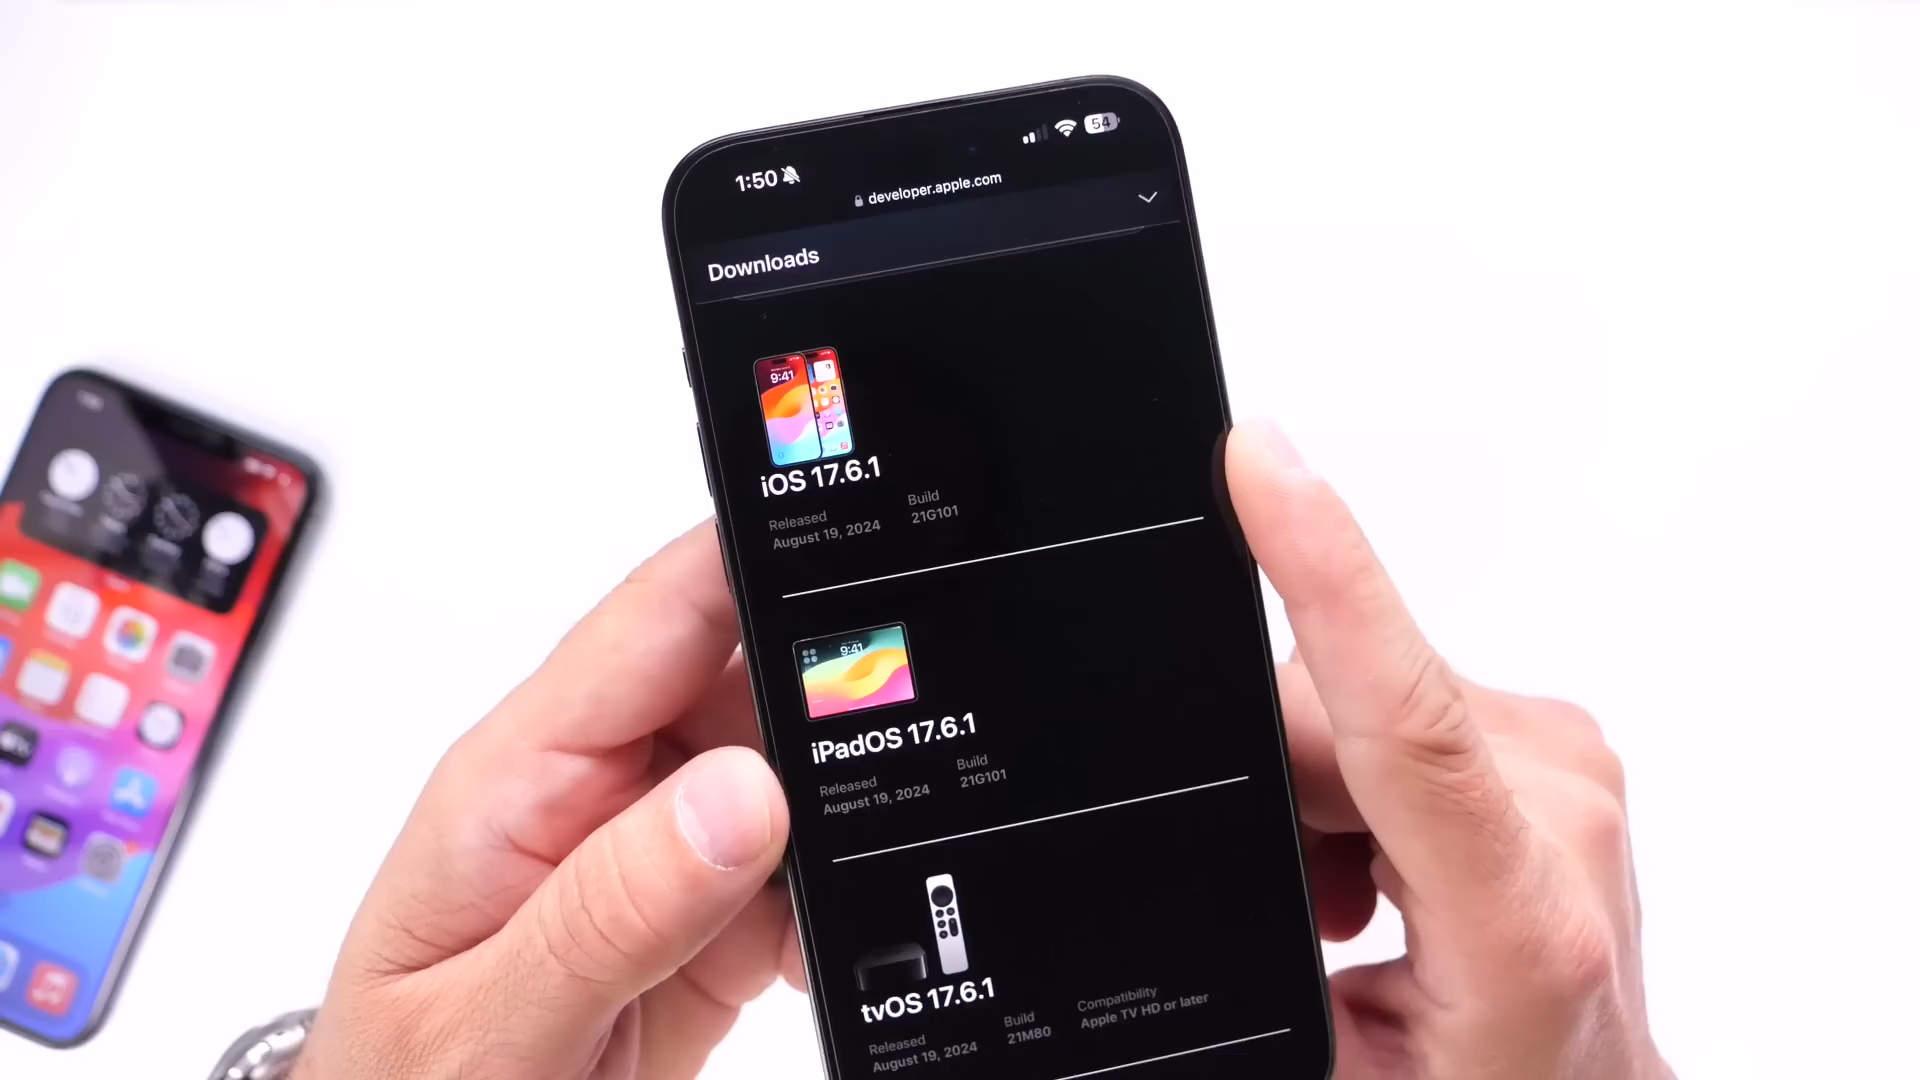 1:50
54
developer.apple.com
Downloads
9:41
iOS 17.6.1
Released
August 19, 2024
Build
21G101
9:41
iPadOS 17.6.1
Released
August 19, 2024
Build
21G101
tvOS 17.6.1
Released
August 19, 2024
Build
21M80
Compatibility
Apple TV HD or later